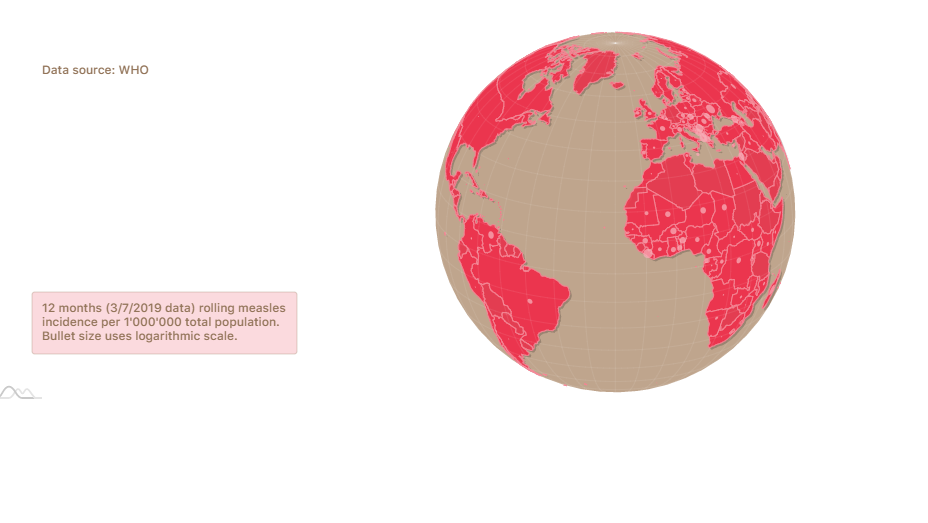 Data source: WHO
12 months (3/7/2019 data) rolling measles
incidence per 1'000'000 total population.
Bullet size uses logarithmic scale.